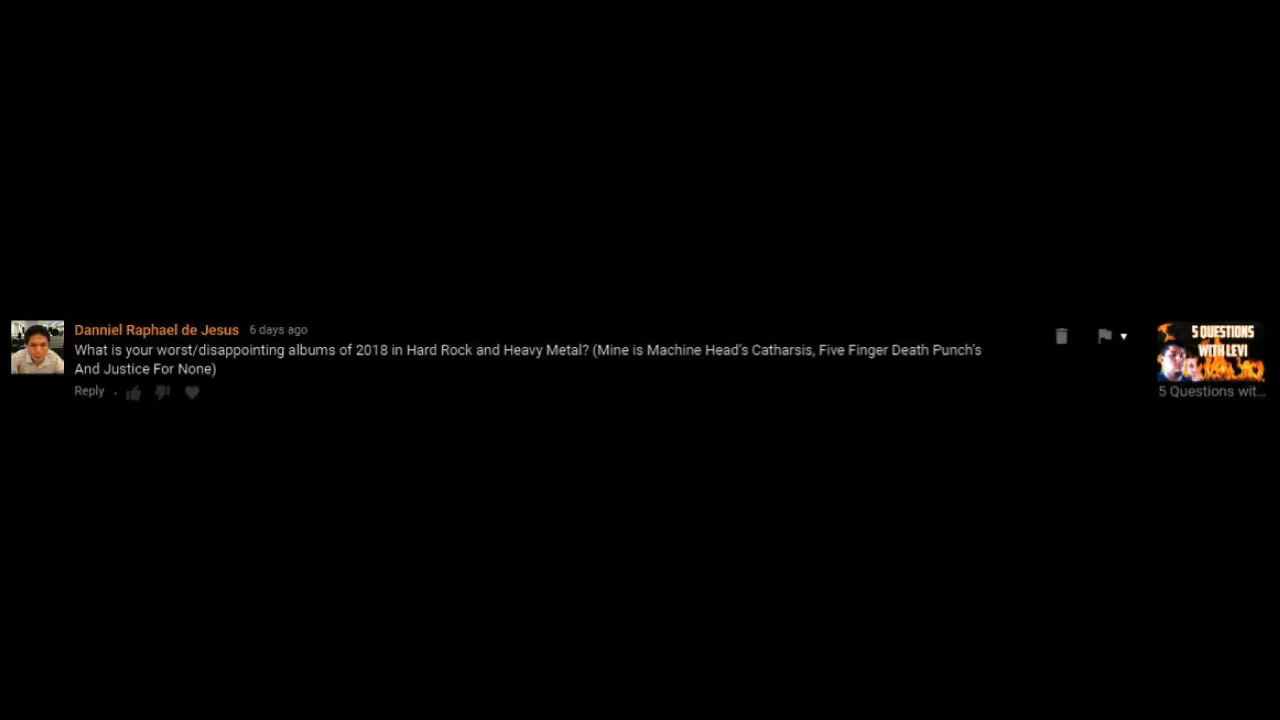 Danniel Raphael de Jesus 6 days ago
What is your worst/disappointing albums of 2018 in Hard Rock and Heavy Metal? (Mine is Machine Head's Catharsis, Five Finger Death Punch's
And Justice For None)
Reply .
5 QUESTIONS
WITH LEVI
5 Questions wit...